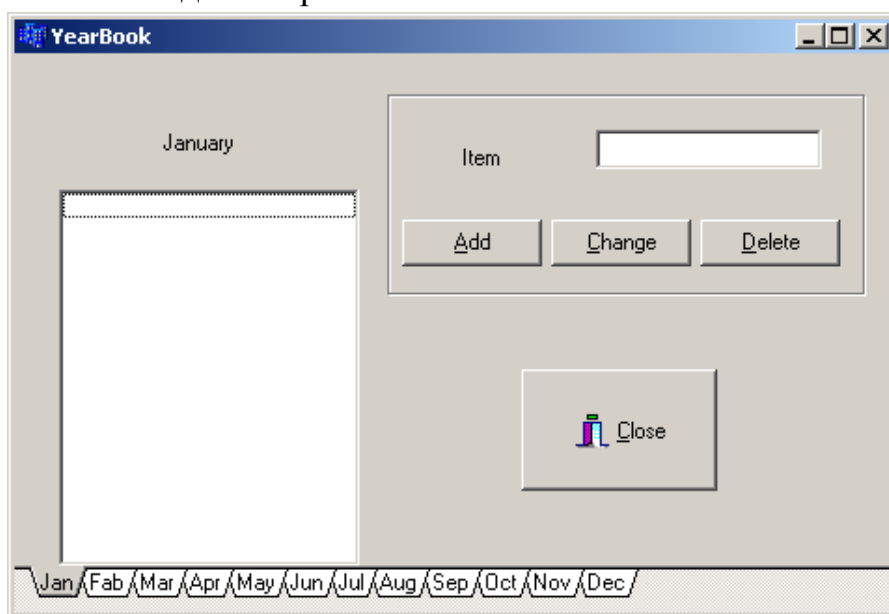 YearBook
January
Item
Add Change Delete
Close
Jan Fab Mar Apr May Jun Jul Aug Sep Oct Nov Dec